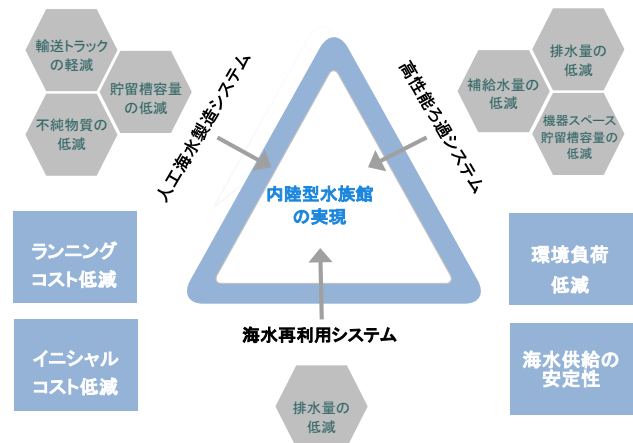 輸送トラック
の軽減
貯留槽容量
の低減
不純物質の
低減
人工海水製造システム
高性能ろ過システム
排水量の
低減
補給水量の
低減
機器スペース
貯留槽容量の
低減
内陸型水族館
の実現
ランニング
コスト低減
イニシャル
コスト低減
環境負荷
低減
海水供給の
安定性
海水再利用システム
排水量の
低減